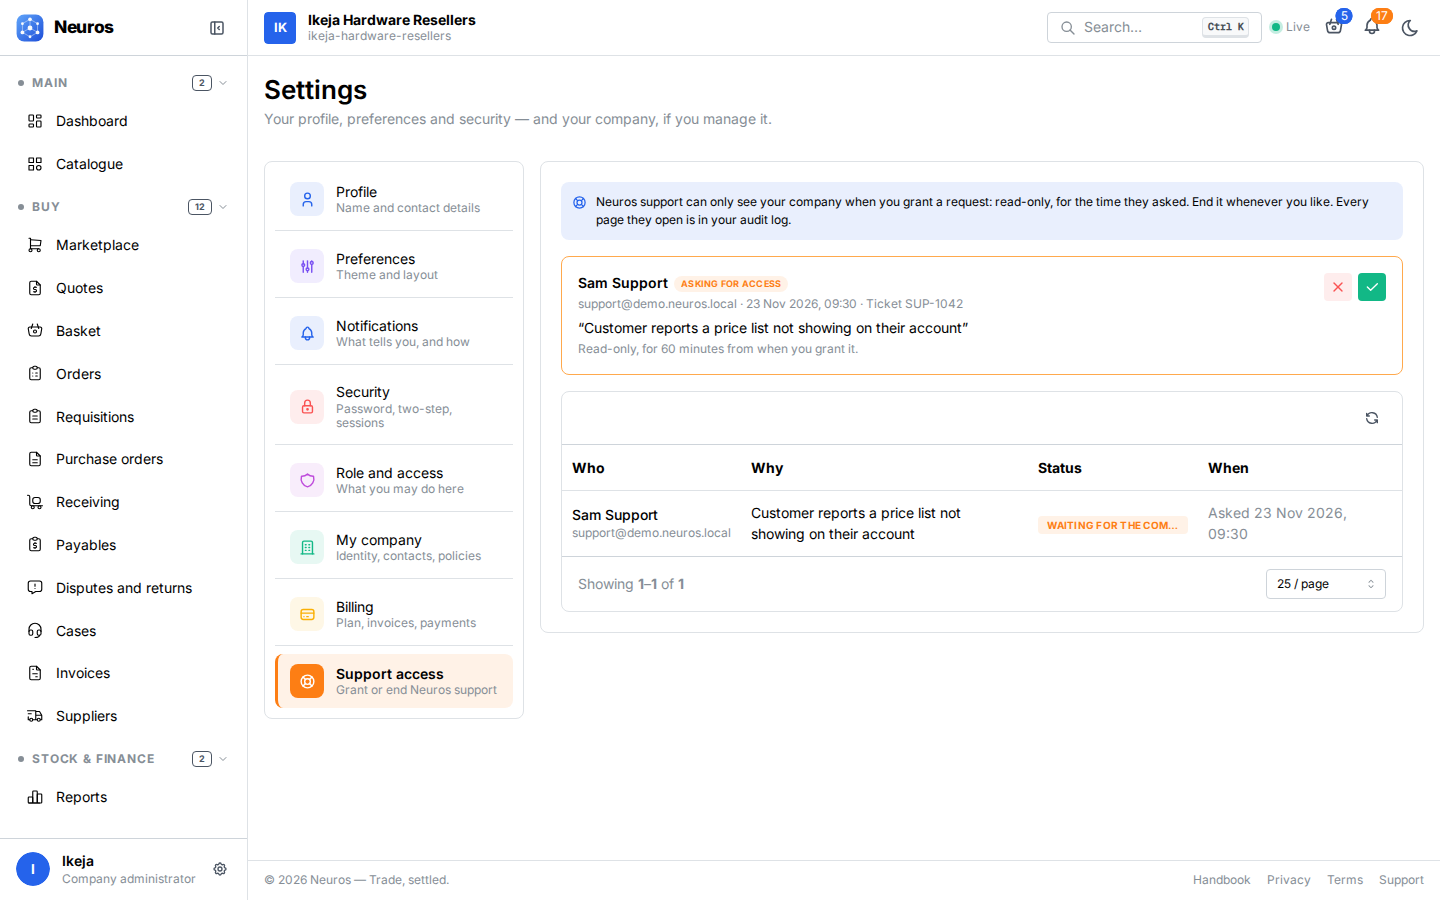 Neuros
IK
Ikeja Hardware Resellers
ikeja-hardware-resellers
Search...
Ctrl K
Live
5
17
MAIN
2
Dashboard
Catalogue
BUY
12
Marketplace
Quotes
Basket
Orders
Requisitions
Purchase orders
Receiving
Payables
Disputes and returns
Cases
Invoices
Suppliers
STOCK & FINANCE
2
Reports
I
Ikeja
Company administrator
Settings
Your profile, preferences and security — and your company, if you manage it.
Profile
Name and contact details
Preferences
Theme and layout
Notifications
What tells you, and how
Security
Password, two-step,
sessions
Role and access
What you may do here
My company
Identity, contacts, policies
Billing
Plan, invoices, payments
Support access
Grant or end Neuros support
Neuros support can only see your company when you grant a request: read-only, for the time they asked. End it whenever you like. Every
page they open is in your audit log.
Sam Support
ASKING FOR ACCESS
support@demo.neuros.local · 23 Nov 2026, 09:30 · Ticket SUP-1042
“Customer reports a price list not showing on their account”
Read-only, for 60 minutes from when you grant it.
Who
Why
Status
When
Sam Support
support@demo.neuros.local
Customer reports a price list not
showing on their account
WAITING FOR THE COM...
Asked 23 Nov 2026,
09:30
Showing 1–1 of 1
25 / page
© 2026 Neuros — Trade, settled.
Handbook
Privacy
Terms
Support